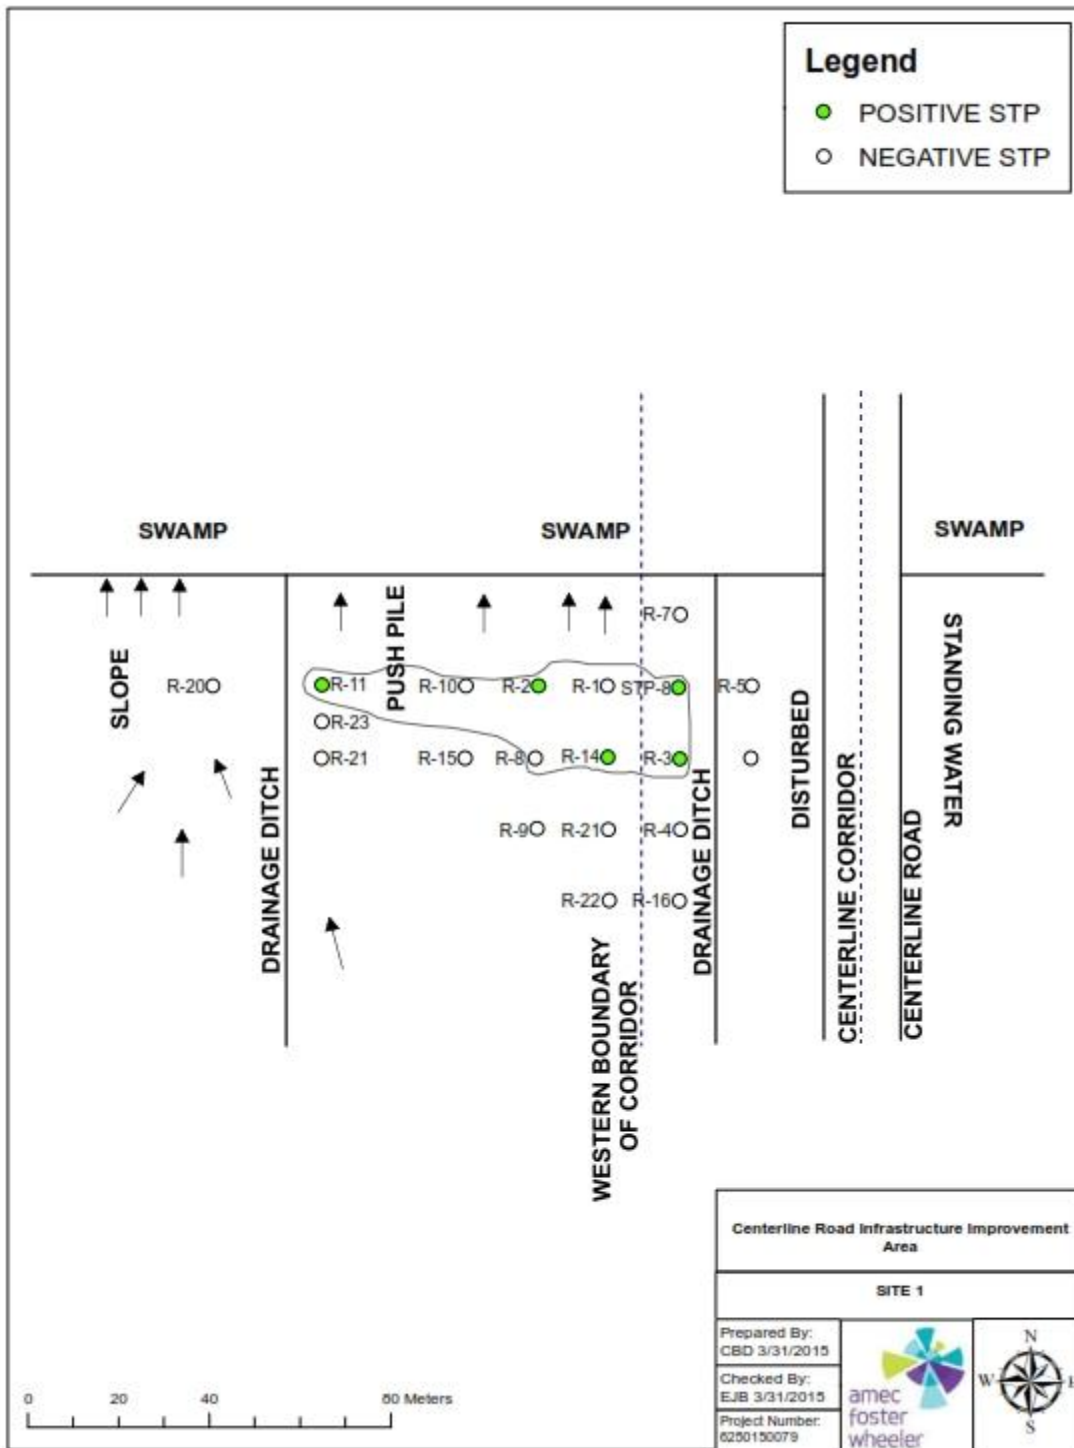 Legend
POSITIVE STP
NEGATIVE STP
SWAMP
SWAMP
SWAMP
SLOPE
PUSH PILE
R-7
STANDING WATER
R-20
R-11
R-10
R-2
R-1
STP-8
R-5
R-23
R-21
R-15
R-8
R-14
R-3
DISTURBED
DRAINAGE DITCH
DRAINAGE DITCH
CENTERLINE CORRIDOR
CENTERLINE ROAD
R-9
R-21
R-4
R-22
R-16
WESTERN BOUNDARY
OF CORRIDOR
Centerline Road Infrastructure Improvement
Area
SITE 1
Prepared By:
CBD 3/31/2015
Checked By:
EJB 3/31/2015
Project Number:
6250150079
amec
foster
wheeler
N
W
E
S
0 20 40 80 Meters